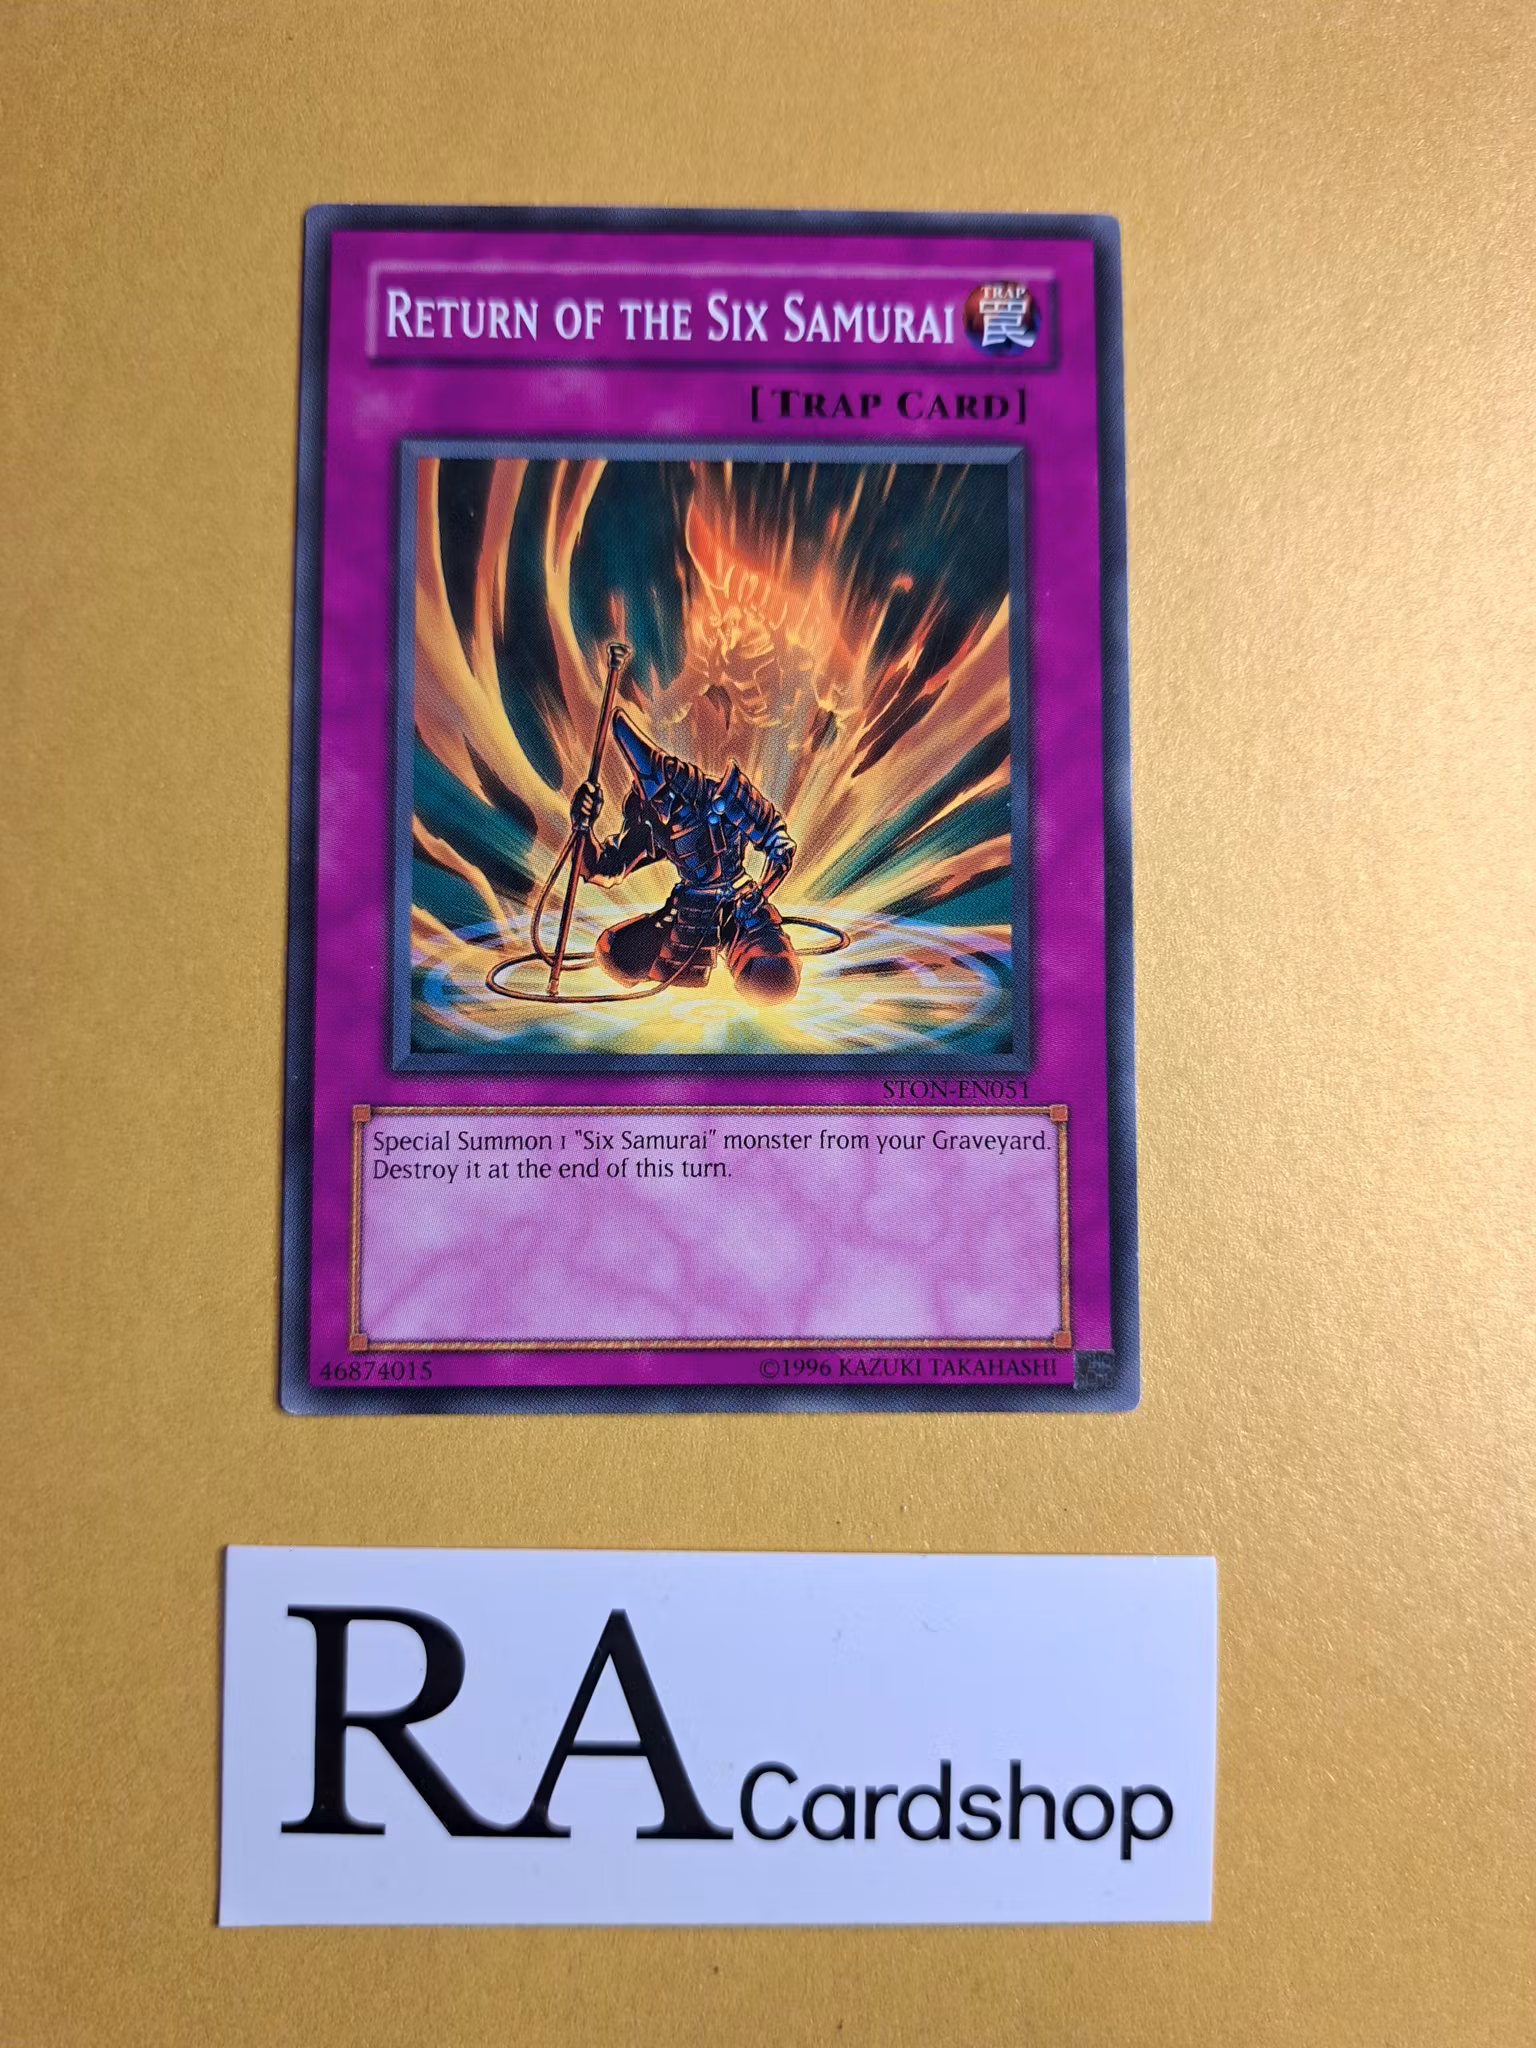 RETURN OF THE SIX SAMURAI
TRAP
罠
[TRAP CARD]
STON-EN051
Special Summon 1 "Six Samurai" monster from your Graveyard.
Destroy it at the end of this turn.
46874015
©1996 KAZUKI TAKAHASHI
RA Cardshop